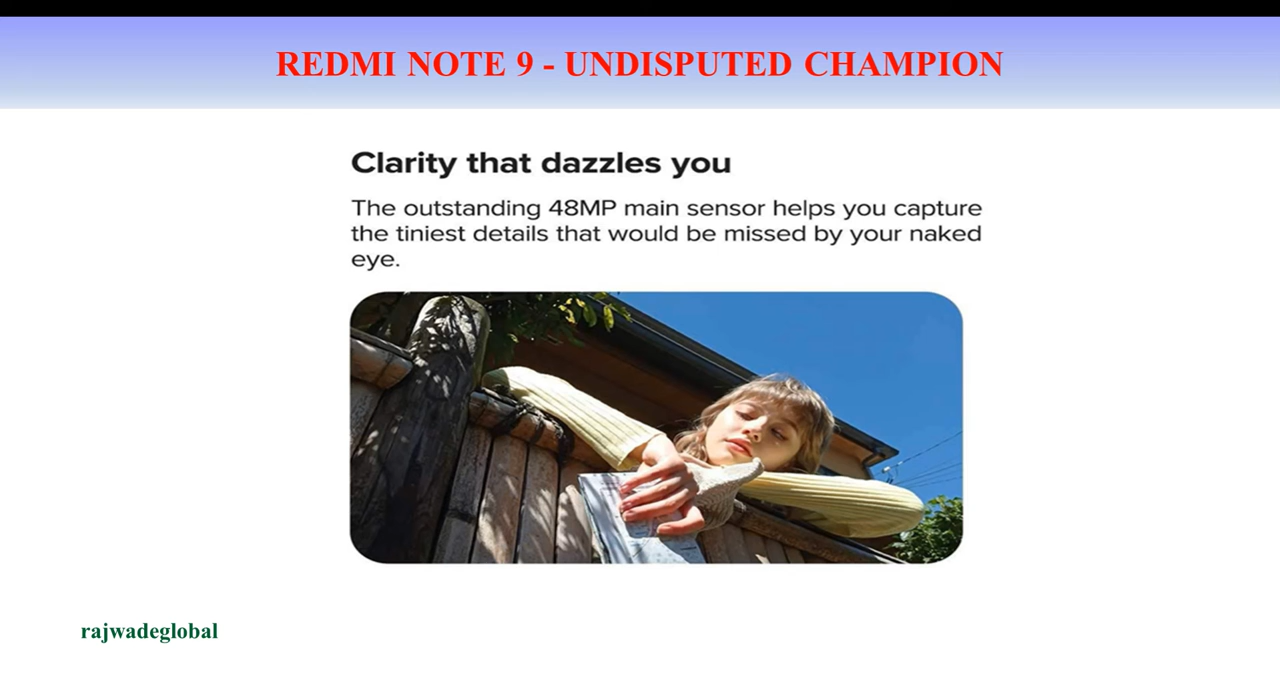 REDMI NOTE 9 - UNDISPUTED CHAMPION
Clarity that dazzles you
The outstanding 48MP main sensor helps you capture
the tiniest details that would be missed by your naked
eye.
rajwadeglobal